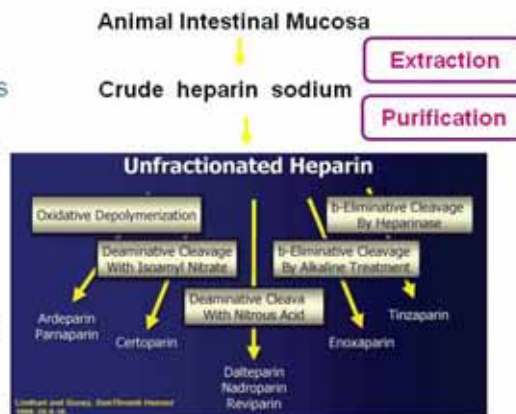 Animal Intestinal Mucosa
Extraction
s
Crude heparin sodium
Purification
Unfractionated Heparin
Oxidative Depolymerization
b-Eliminative Cleavage
By Heparinase
Deaminative Cleavage
With Isoamyl Nitrate
b-Eliminative Cleavage
By Alkaline Treatment
Deaminative Cleava
With Nitrous Acid
Ardeparin
Parnaparin
Certoparin
Enoxaparin
Tinzaparin
Dalteparin
Nadroparin
Reviparin